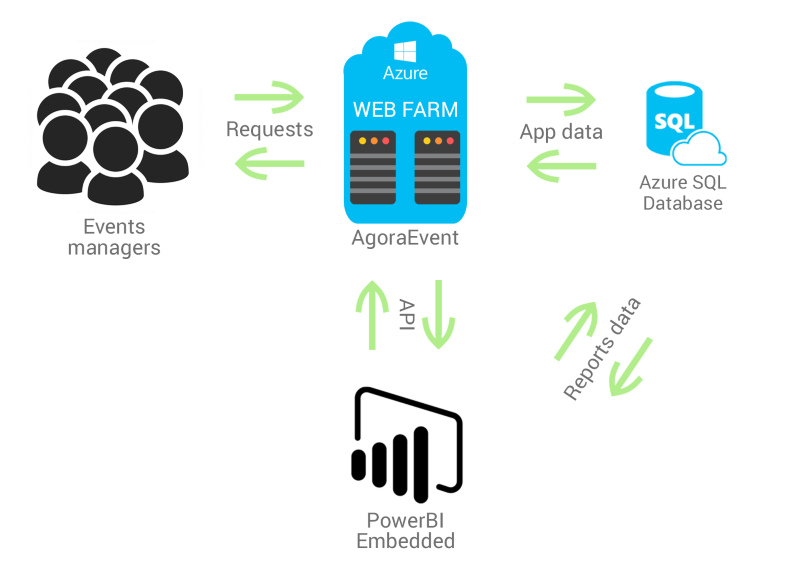 Azure
WEB FARM
Requests
App data
SQL
Azure SQL
Database
Events
managers
AgoraEvent
API
Reports data
PowerBI
Embedded